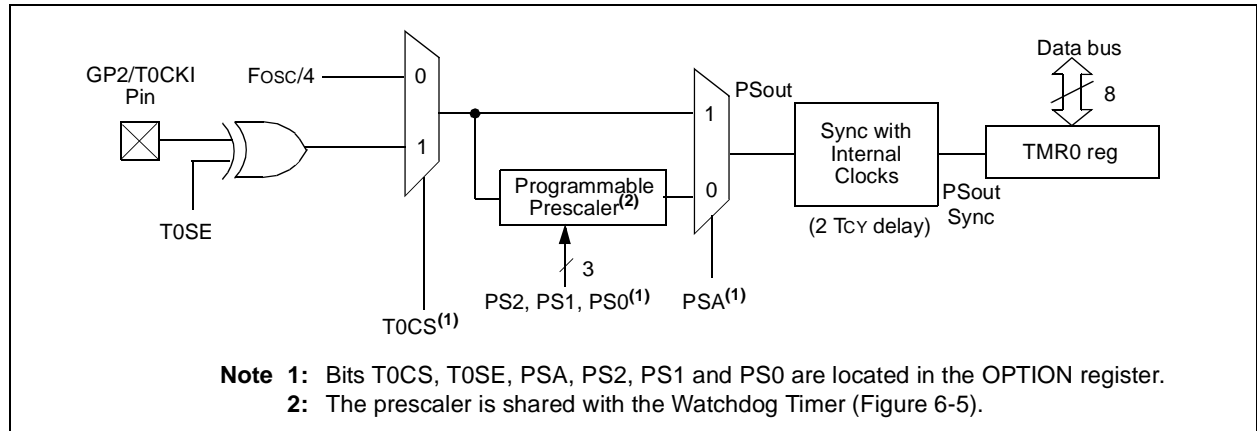 Data bus
8
GP2/T0CKI
Pin
FOSC/4
0
1
T0SE
T0CS(1)
Programmable
Prescaler(2)
3
PS2, PS1, PS0(1)
1
0
PSA(1)
PSout
Sync with
Internal
Clocks
(2 TCY delay)
PSout
Sync
TMR0 reg
Note 1: Bits T0CS, T0SE, PSA, PS2, PS1 and PS0 are located in the OPTION register.
2: The prescaler is shared with the Watchdog Timer (Figure 6-5).